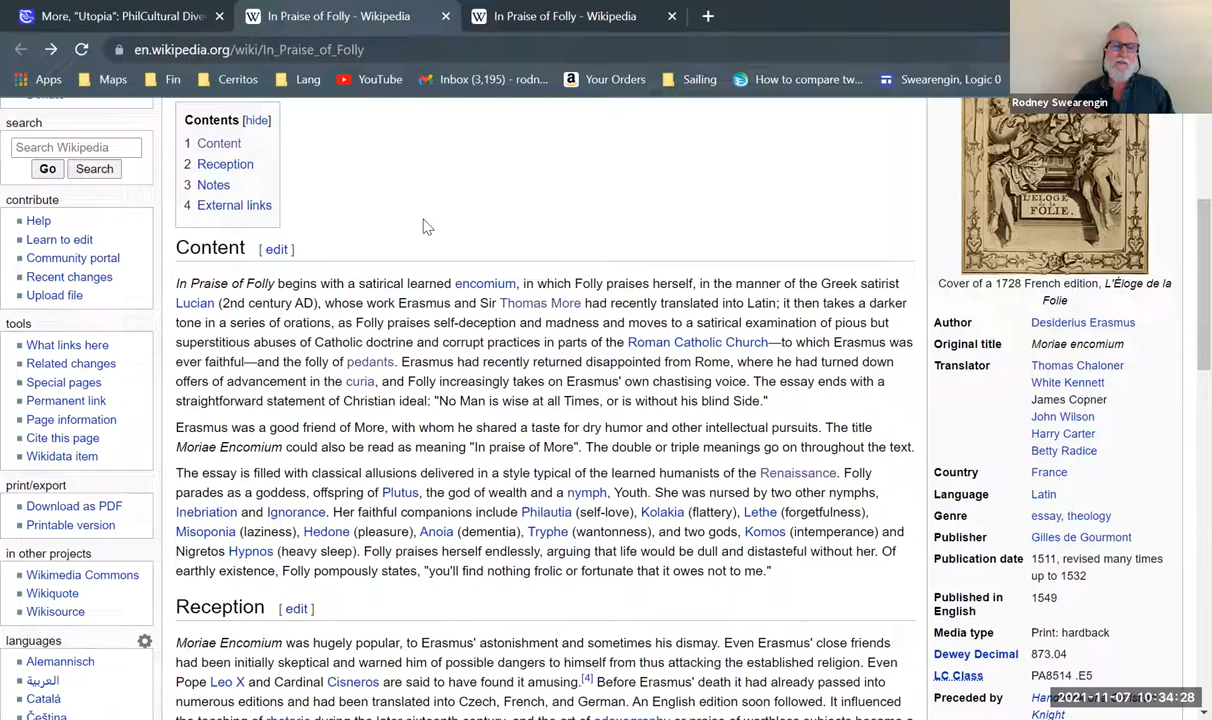 More, "Utopia": PhilCultural Dive
In Praise of Folly - Wikipedia
In Praise of Folly - Wikipedia
en.wikipedia.org/wiki/In_Praise_of_Folly
Apps
Maps
Fin
Cerritos
Lang
YouTube
Inbox (3,195) - rodn...
Your Orders
Sailing
How to compare tw...
Swearengin, Logic 0
Rodney Swearengin
search
Search Wikipedia
Go
Search
contribute
Help
Learn to edit
Community portal
Recent changes
Upload file
tools
What links here
Related changes
Special pages
Permanent link
Page information
Cite this page
Wikidata item
print/export
Download as PDF
Printable version
in other projects
Wikimedia Commons
Wikiquote
Wikisource
languages
Alemannisch
العربية
Català
Čeština
Contents [hide]
1 Content
2 Reception
3 Notes
4 External links
Content [ edit ]
In Praise of Folly begins with a satirical learned encomium, in which Folly praises herself, in the manner of the Greek satirist
Lucian (2nd century AD), whose work Erasmus and Sir Thomas More had recently translated into Latin; it then takes a darker
tone in a series of orations, as Folly praises self-deception and madness and moves to a satirical examination of pious but
superstitious abuses of Catholic doctrine and corrupt practices in parts of the Roman Catholic Church—to which Erasmus was
ever faithful—and the folly of pedants. Erasmus had recently returned disappointed from Rome, where he had turned down
offers of advancement in the curia, and Folly increasingly takes on Erasmus' own chastising voice. The essay ends with a
straightforward statement of Christian ideal: "No Man is wise at all Times, or is without his blind Side."
Erasmus was a good friend of More, with whom he shared a taste for dry humor and other intellectual pursuits. The title
Moriae Encomium could also be read as meaning "In praise of More". The double or triple meanings go on throughout the text.
The essay is filled with classical allusions delivered in a style typical of the learned humanists of the Renaissance. Folly
parades as a goddess, offspring of Plutus, the god of wealth and a nymph, Youth. She was nursed by two other nymphs,
Inebriation and Ignorance. Her faithful companions include Philautia (self-love), Kolakia (flattery), Lethe (forgetfulness),
Misoponia (laziness), Hedone (pleasure), Anoia (dementia), Tryphe (wantonness), and two gods, Komos (intemperance) and
Nigretos Hypnos (heavy sleep). Folly praises herself endlessly, arguing that life would be dull and distasteful without her. Of
earthly existence, Folly pompously states, "you'll find nothing frolic or fortunate that it owes not to me."
Reception [ edit ]
Moriae Encomium was hugely popular, to Erasmus' astonishment and sometimes his dismay. Even Erasmus' close friends
had been initially skeptical and warned him of possible dangers to himself from thus attacking the established religion. Even
Pope Leo X and Cardinal Cisneros are said to have found it amusing.[4] Before Erasmus' death it had already passed into
numerous editions and had been translated into Czech, French, and German. An English edition soon followed. It influenced
L'ELOGE
de la
FOLIE.
Cover of a 1728 French edition, L'Éloge de la
Folie
Author Desiderius Erasmus
Original title Moriae encomium
Translator Thomas Chaloner
White Kennett
James Copner
John Wilson
Harry Carter
Betty Radice
Country France
Language Latin
Genre essay, theology
Publisher Gilles de Gourmont
Publication date 1511, revised many times
up to 1532
Published in English 1549
Media type Print: hardback
Dewey Decimal 873.04
LC Class PA8514 .E5
Preceded by
Knight
2021-11-07 10:34:28